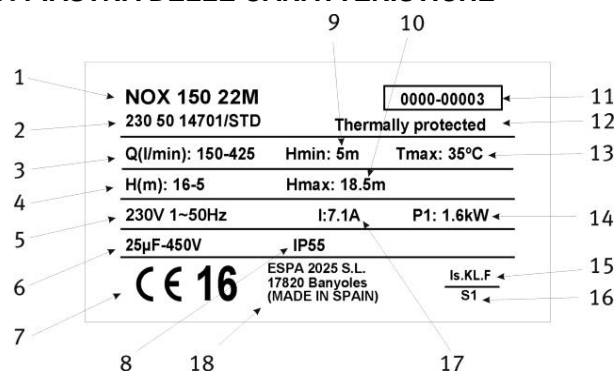 PIASTRA DELLE CARATTERISTICHE
9 10
1 NOX 150 22M 0000-00003 11
2 230 50 14701/STD Thermally protected 12
3 Q(l/min): 150-425 Hmin: 5m Tmax: 35ºC 13
4 H(m): 16-5 Hmax: 18.5m
5 230V 1~50Hz I:7.1A P1: 1.6kW 14
6 25µF-450V IP55
7 CE 16
ESPA 2025 S.L.
17820 Banyoles
(MADE IN SPAIN)
Is.KL.F 15
S1 16
8 18 17